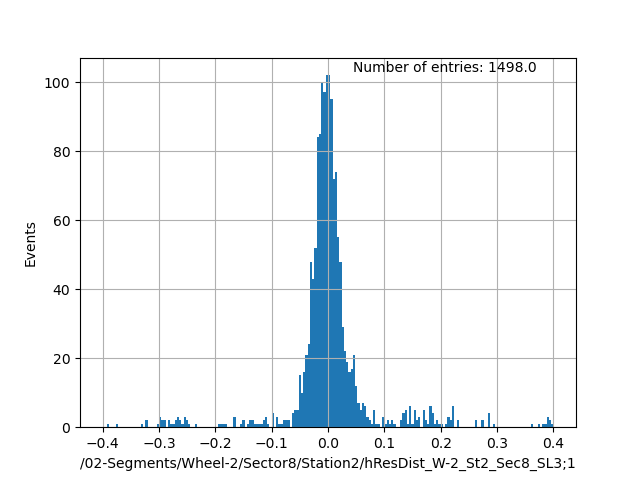 Number of entries: 1498.0
100
80
60
40
20
0
Events
−0.4 −0.3 −0.2 −0.1 0.0 0.1 0.2 0.3 0.4
/02-Segments/Wheel-2/Sector8/Station2/hResDist_W-2_St2_Sec8_SL3;1